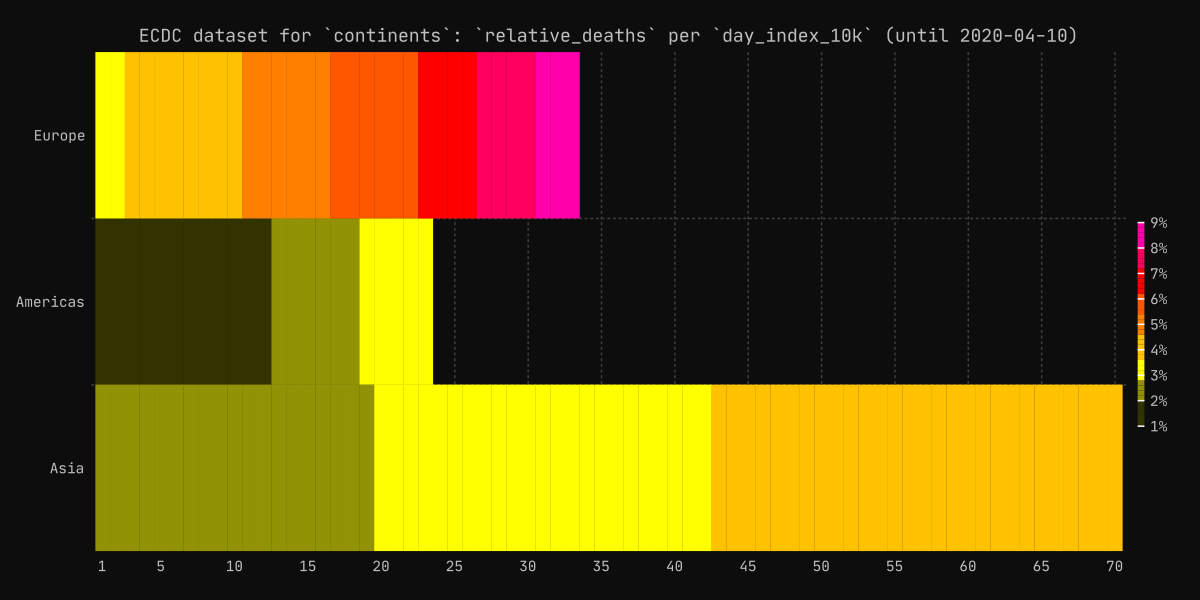 ECDC dataset for `continents`: `relative_deaths` per `day_index_10k` (until 2020-04-10)
Europe
Americas
Asia
9%
8%
7%
6%
5%
4%
3%
2%
1%
1 5 10 15 20 25 30 35 40 45 50 55 60 65 70